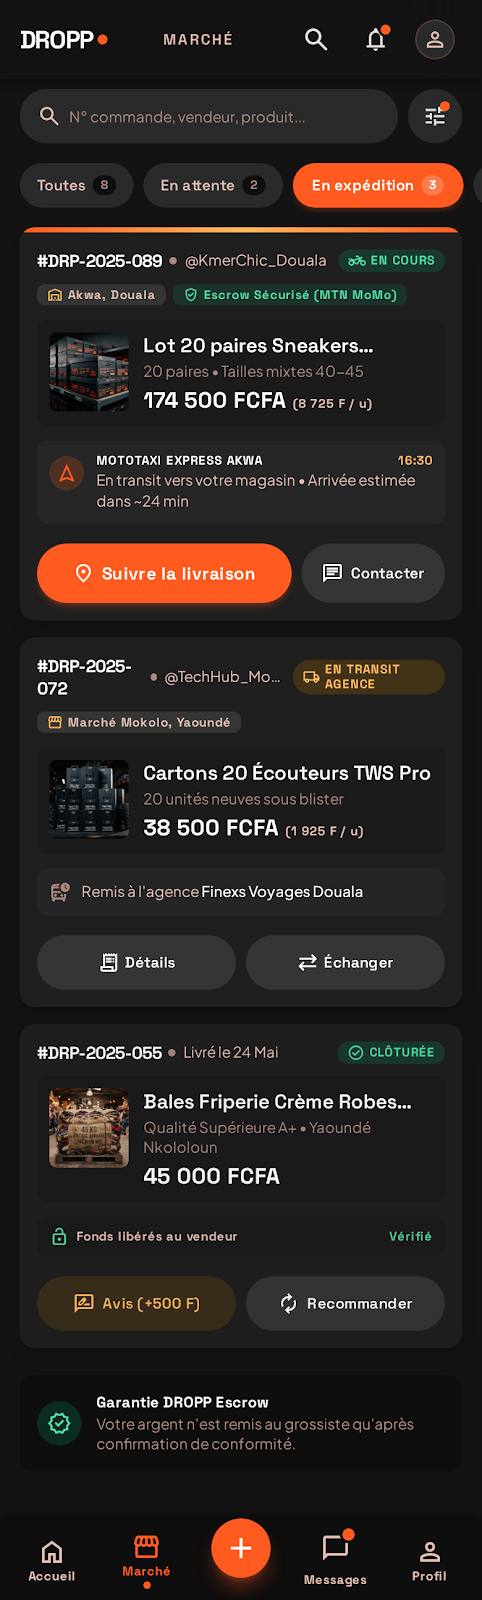 DROPP
MARCHÉ
N° commande, vendeur, produit...
Toutes 8
En attente 2
En expédition 3
#DRP-2025-089 • @KmerChic_Douala
EN COURS
Akwa, Douala
Escrow Sécurisé (MTN MoMo)
Lot 20 paires Sneakers...
20 paires • Tailles mixtes 40–45
174 500 FCFA (8 725 F / u)
MOTOTAXI EXPRESS AKWA
16:30
En transit vers votre magasin • Arrivée estimée
dans ~24 min
Suivre la livraison
Contacter
#DRP-2025-
072
• @TechHub_Mo...
EN TRANSIT
AGENCE
Marché Mokolo, Yaoundé
Cartons 20 Écouteurs TWS Pro
20 unités neuves sous blister
38 500 FCFA (1 925 F / u)
Remis à l'agence Finexs Voyages Douala
Détails
Échanger
#DRP-2025-055 • Livré le 24 Mai
CLÔTURÉE
45 KG
Bales Friperie Crème Robes...
Qualité Supérieure A+ • Yaoundé
Nkololoun
45 000 FCFA
Fonds libérés au vendeur
Vérifié
Avis (+500 F)
Recommander
Garantie DROPP Escrow
Votre argent n'est remis au grossiste qu'après
confirmation de conformité.
Accueil
Marché
Messages
Profil